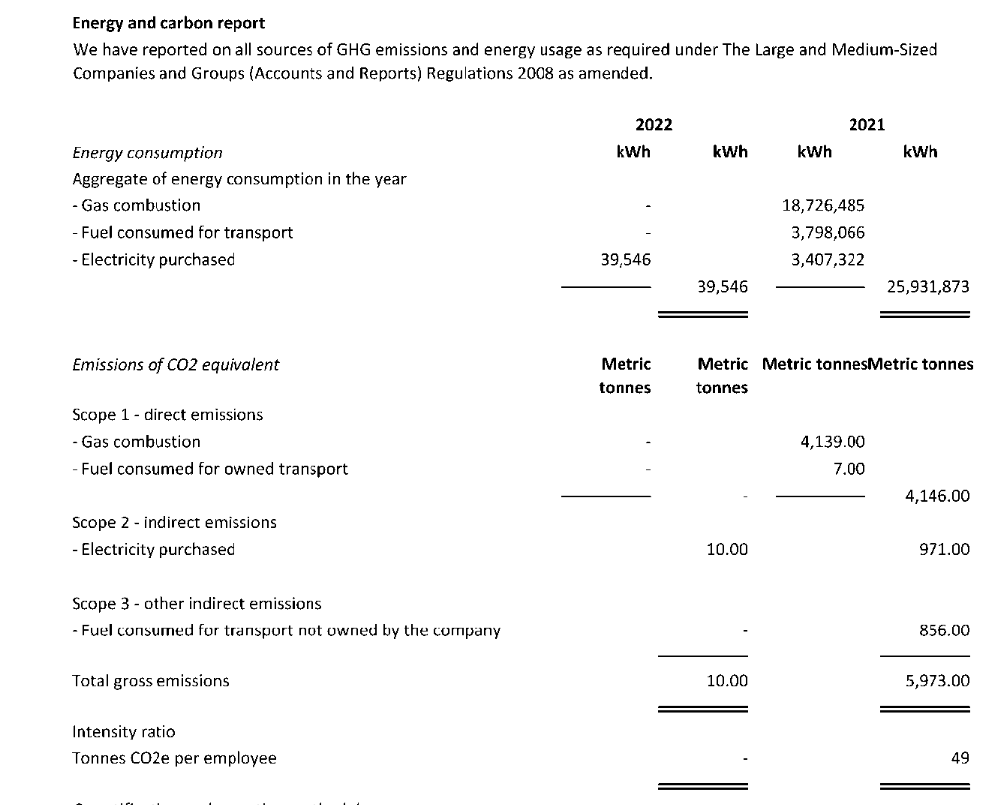 Energy and carbon report
We have reported on all sources of GHG emissions and energy usage as required under The Large and Medium-Sized
Companies and Groups (Accounts and Reports) Regulations 2008 as amended.
2022 2021
Energy consumption kWh kWh kWh kWh
Aggregate of energy consumption in the year
- Gas combustion - 18,726,485
- Fuel consumed for transport - 3,798,066
- Electricity purchased 39,546 3,407,322
39,546 25,931,873
Emissions of CO2 equivalent Metric Metric Metric tonnes Metric tonnes
tonnes tonnes
Scope 1 - direct emissions
- Gas combustion - 4,139.00
- Fuel consumed for owned transport - 7.00
- 4,146.00
Scope 2 - indirect emissions
- Electricity purchased 10.00 971.00
Scope 3 - other indirect emissions
- Fuel consumed for transport not owned by the company - 856.00
Total gross emissions 10.00 5,973.00
Intensity ratio
Tonnes CO2e per employee - 49